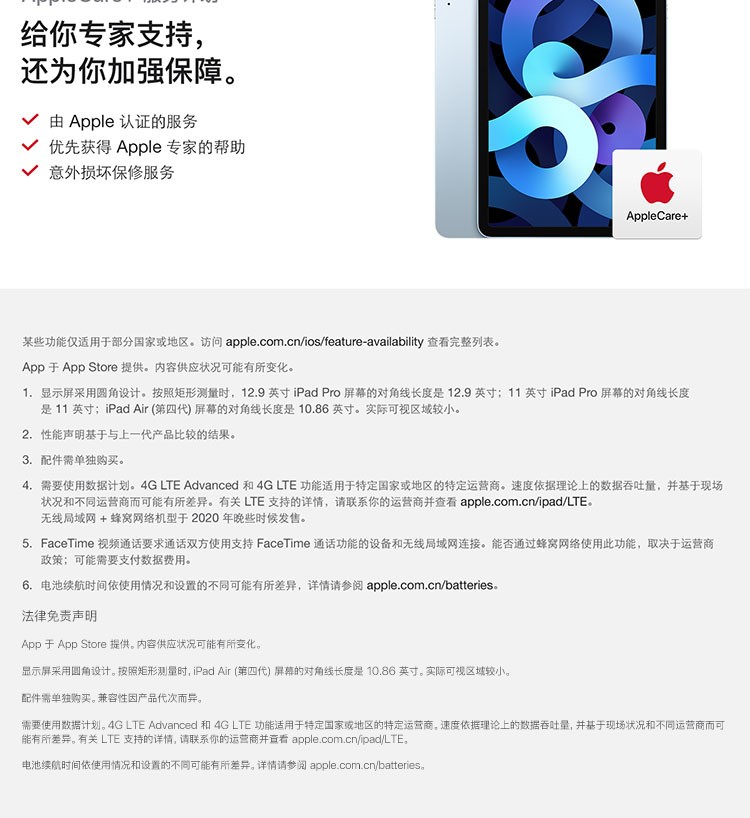 给你专家支持，
还为你加强保障。
由 Apple 认证的服务
优先获得 Apple 专家的帮助
意外损坏保修服务
AppleCare+
某些功能仅适用于部分国家或地区。访问 apple.com.cn/ios/feature-availability 查看完整列表。
App 于 App Store 提供。内容供应状况可能有所变化。
1. 显示屏采用圆角设计。按照矩形测量时，12.9 英寸 iPad Pro 屏幕的对角线长度是 12.9 英寸；11 英寸 iPad Pro 屏幕的对角线长度
是 11 英寸；iPad Air (第四代) 屏幕的对角线长度是 10.86 英寸。实际可视区域较小。
2. 性能声明基于与上一代产品比较的结果。
3. 配件需单独购买。
4. 需要使用数据计划。4G LTE Advanced 和 4G LTE 功能适用于特定国家或地区的特定运营商。速度依据理论上的数据吞吐量，并基于现场
状况和不同运营商而可能有所差异。有关 LTE 支持的详情，请联系你的运营商并查看 apple.com.cn/ipad/LTE。
无线局域网 + 蜂窝网络机型于 2020 年晚些时候发售。
5. FaceTime 视频通话要求通话双方使用支持 FaceTime 通话功能的设备和无线局域网连接。能否通过蜂窝网络使用此功能，取决于运营商
政策；可能需要支付数据费用。
6. 电池续航时间依使用情况和设置的不同可能有所差异，详情请参阅 apple.com.cn/batteries。
法律免责声明
App 于 App Store 提供。内容供应状况可能有所变化。
显示屏采用圆角设计。按照矩形测量时，iPad Air (第四代) 屏幕的对角线长度是 10.86 英寸。实际可视区域较小。
配件需单独购买。兼容性因产品代次而异。
需要使用数据计划。4G LTE Advanced 和 4G LTE 功能适用于特定国家或地区的特定运营商。速度依据理论上的数据吞吐量，并基于现场状况和不同运营商而可
能有所差异。有关 LTE 支持的详情，请联系你的运营商并查看 apple.com.cn/ipad/LTE。
电池续航时间依使用情况和设置的不同可能有所差异。详情请参阅 apple.com.cn/batteries。